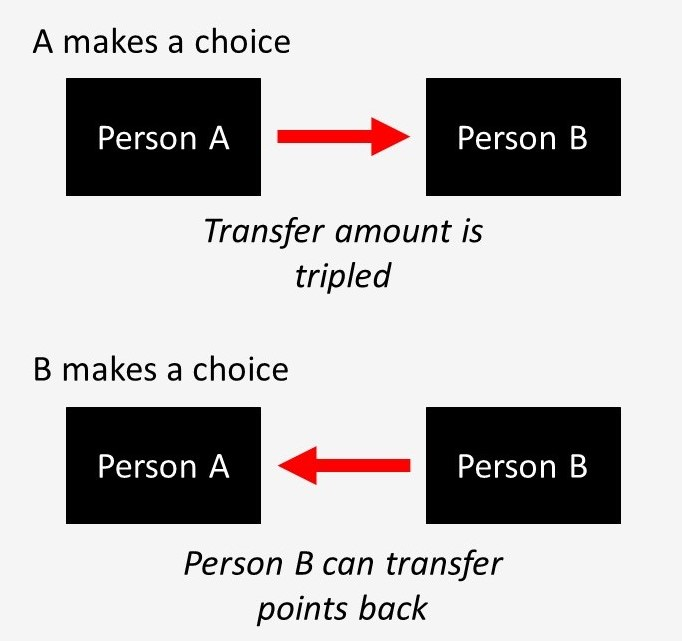 A makes a choice
Person A
Person B
Transfer amount is
tripled
B makes a choice
Person A
Person B
Person B can transfer
points back